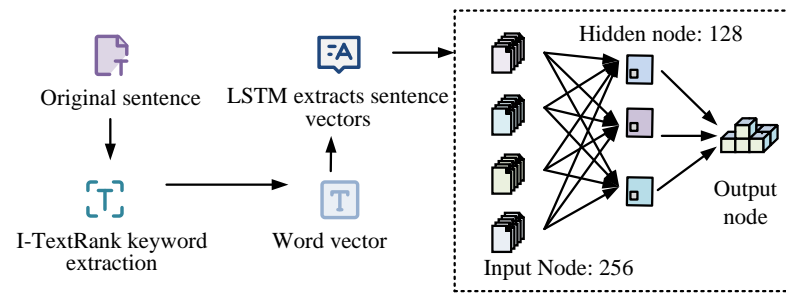 Original sentence
LSTM extracts sentence
vectors
I-TextRank keyword
extraction
Word vector
Hidden node: 128
Output
node
Input Node: 256